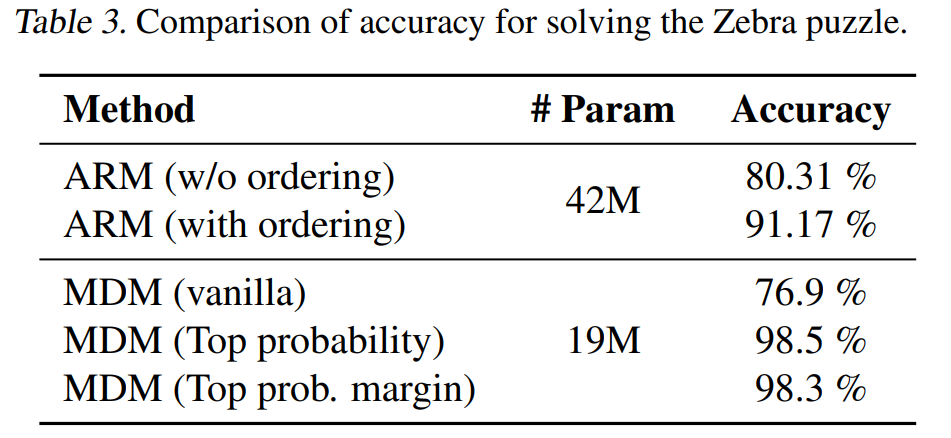 Table 3. Comparison of accuracy for solving the Zebra puzzle.
Method # Param Accuracy
ARM (w/o ordering) 80.31 %
42M
ARM (with ordering) 91.17 %
MDM (vanilla) 76.9 %
MDM (Top probability) 19M 98.5 %
MDM (Top prob. margin) 98.3 %